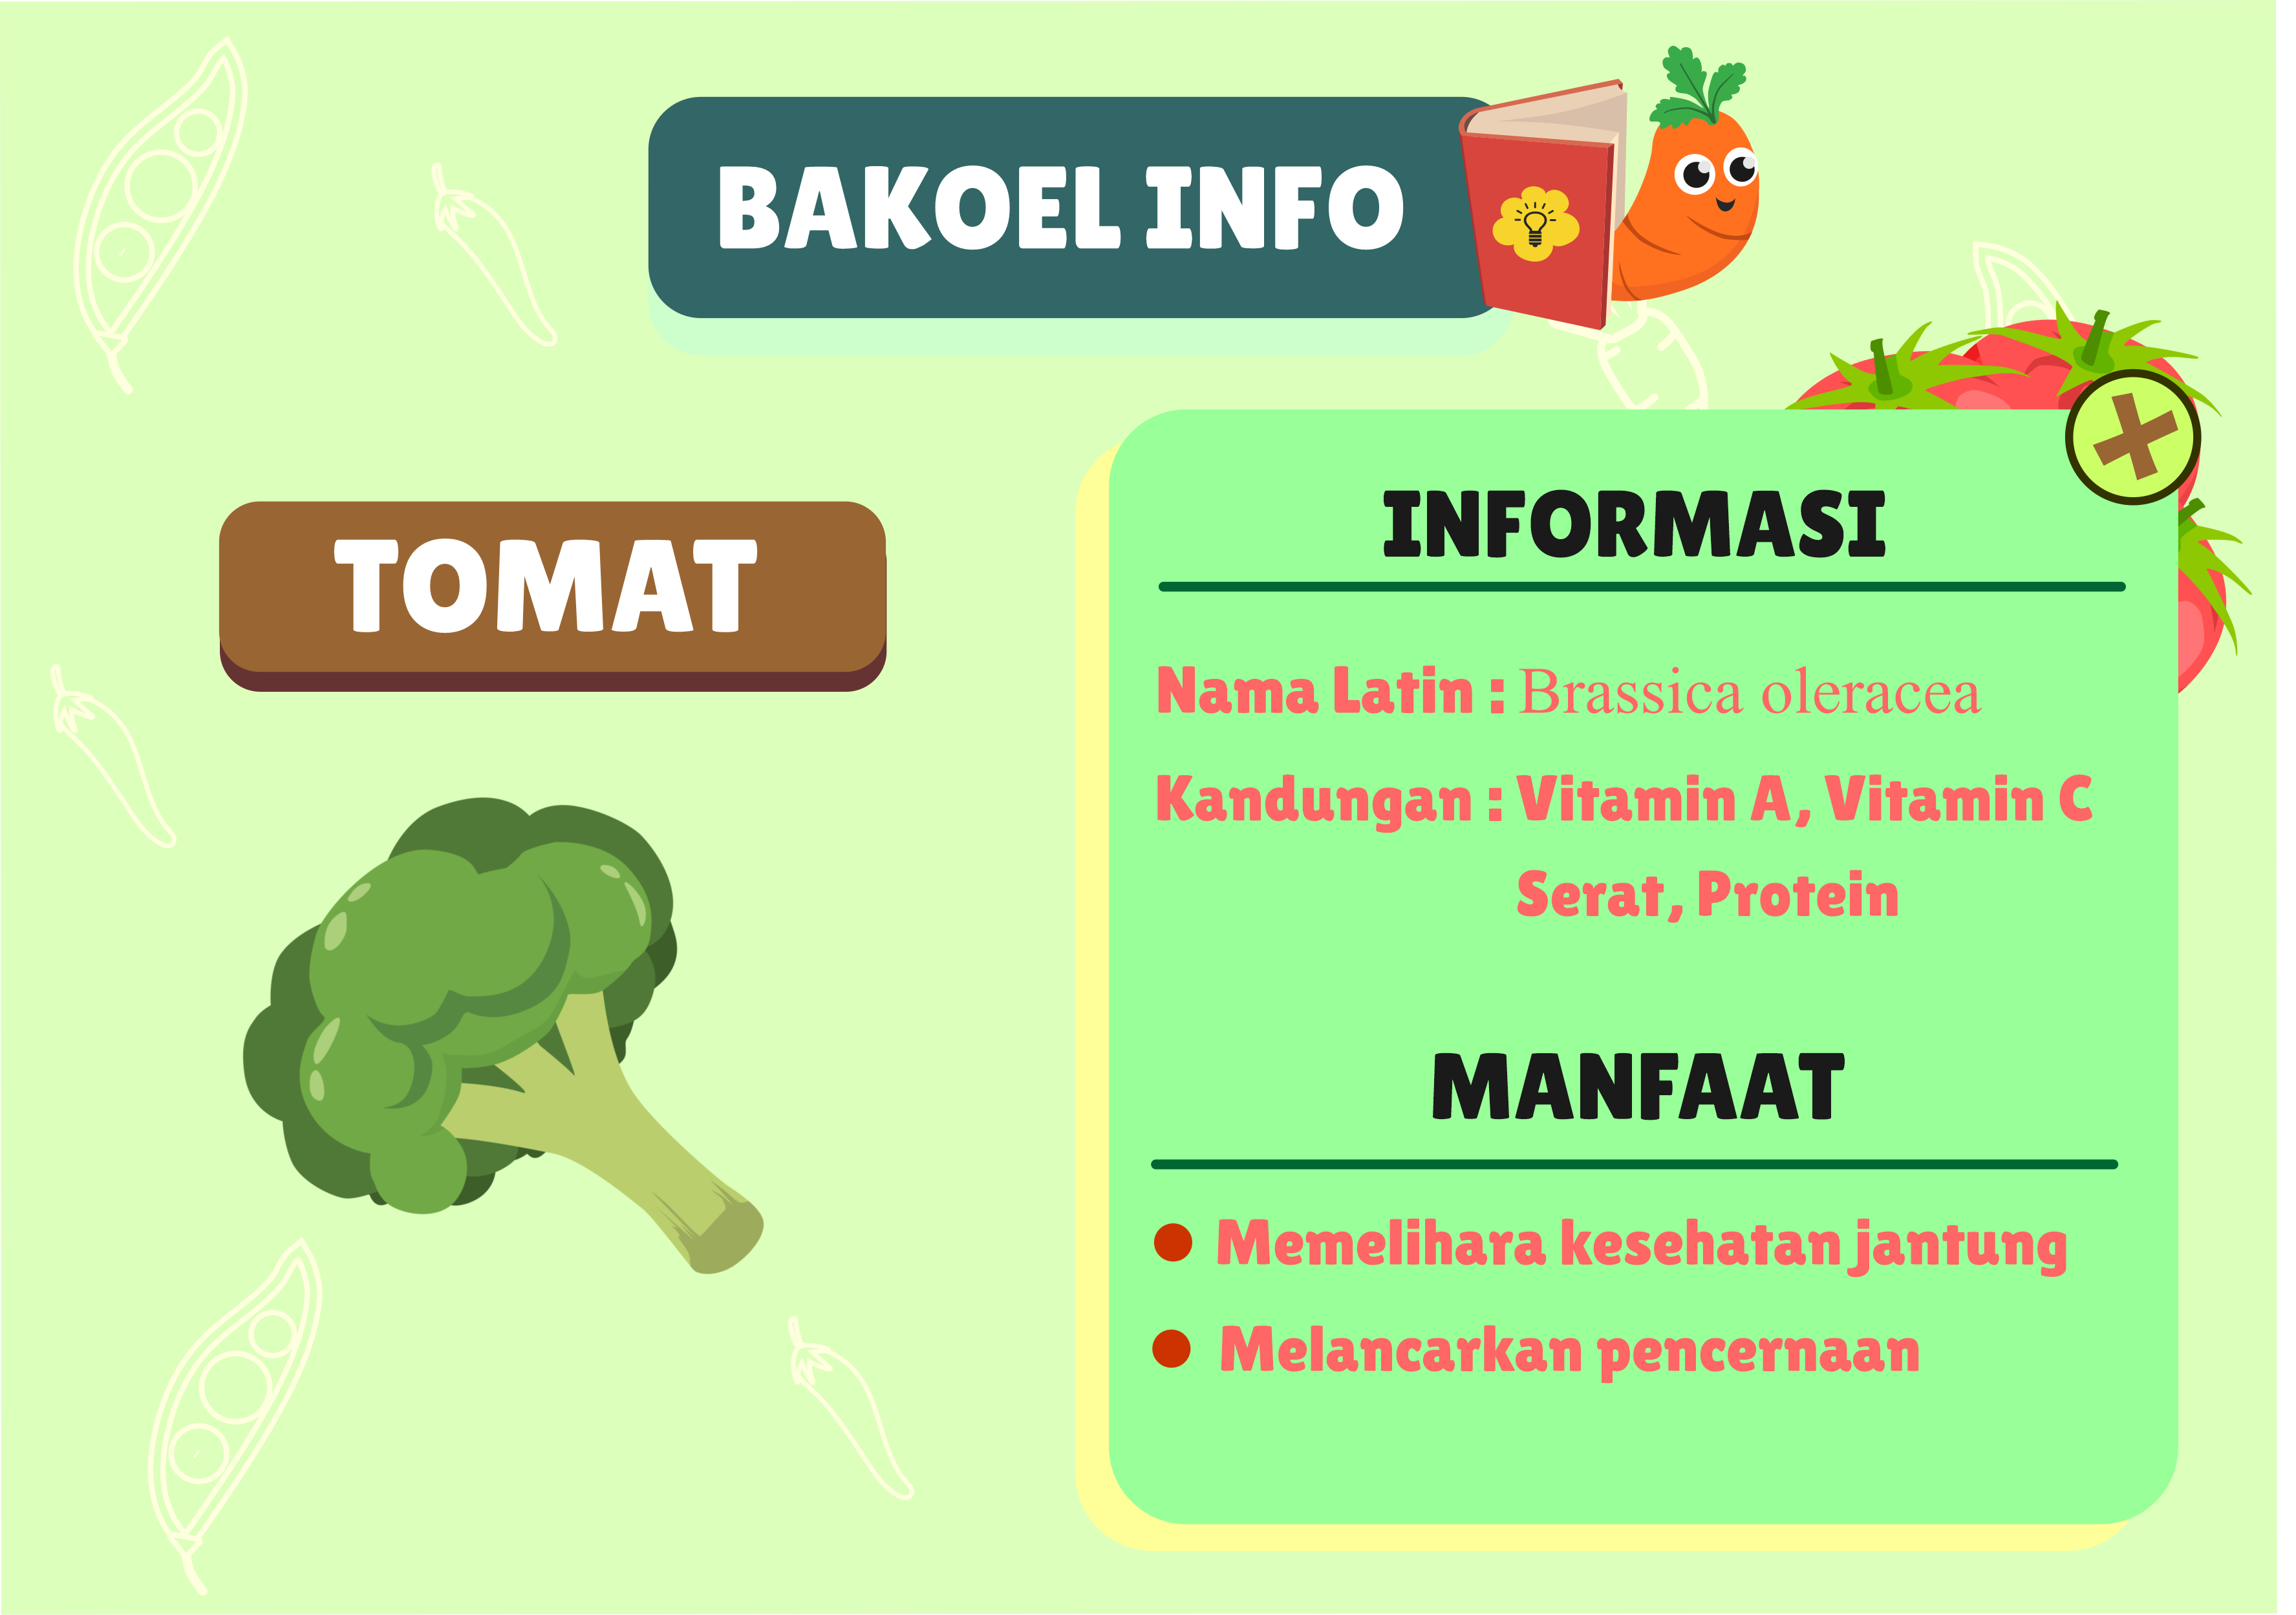 BAKOEL INFO
TOMAT
INFORMASI
Nama Latin : Brassica oleracea
Kandungan : Vitamin A, Vitamin C
Serat, Protein
MANFAAT
Memelihara kesehatan jantung
Melancarkan pencernaan